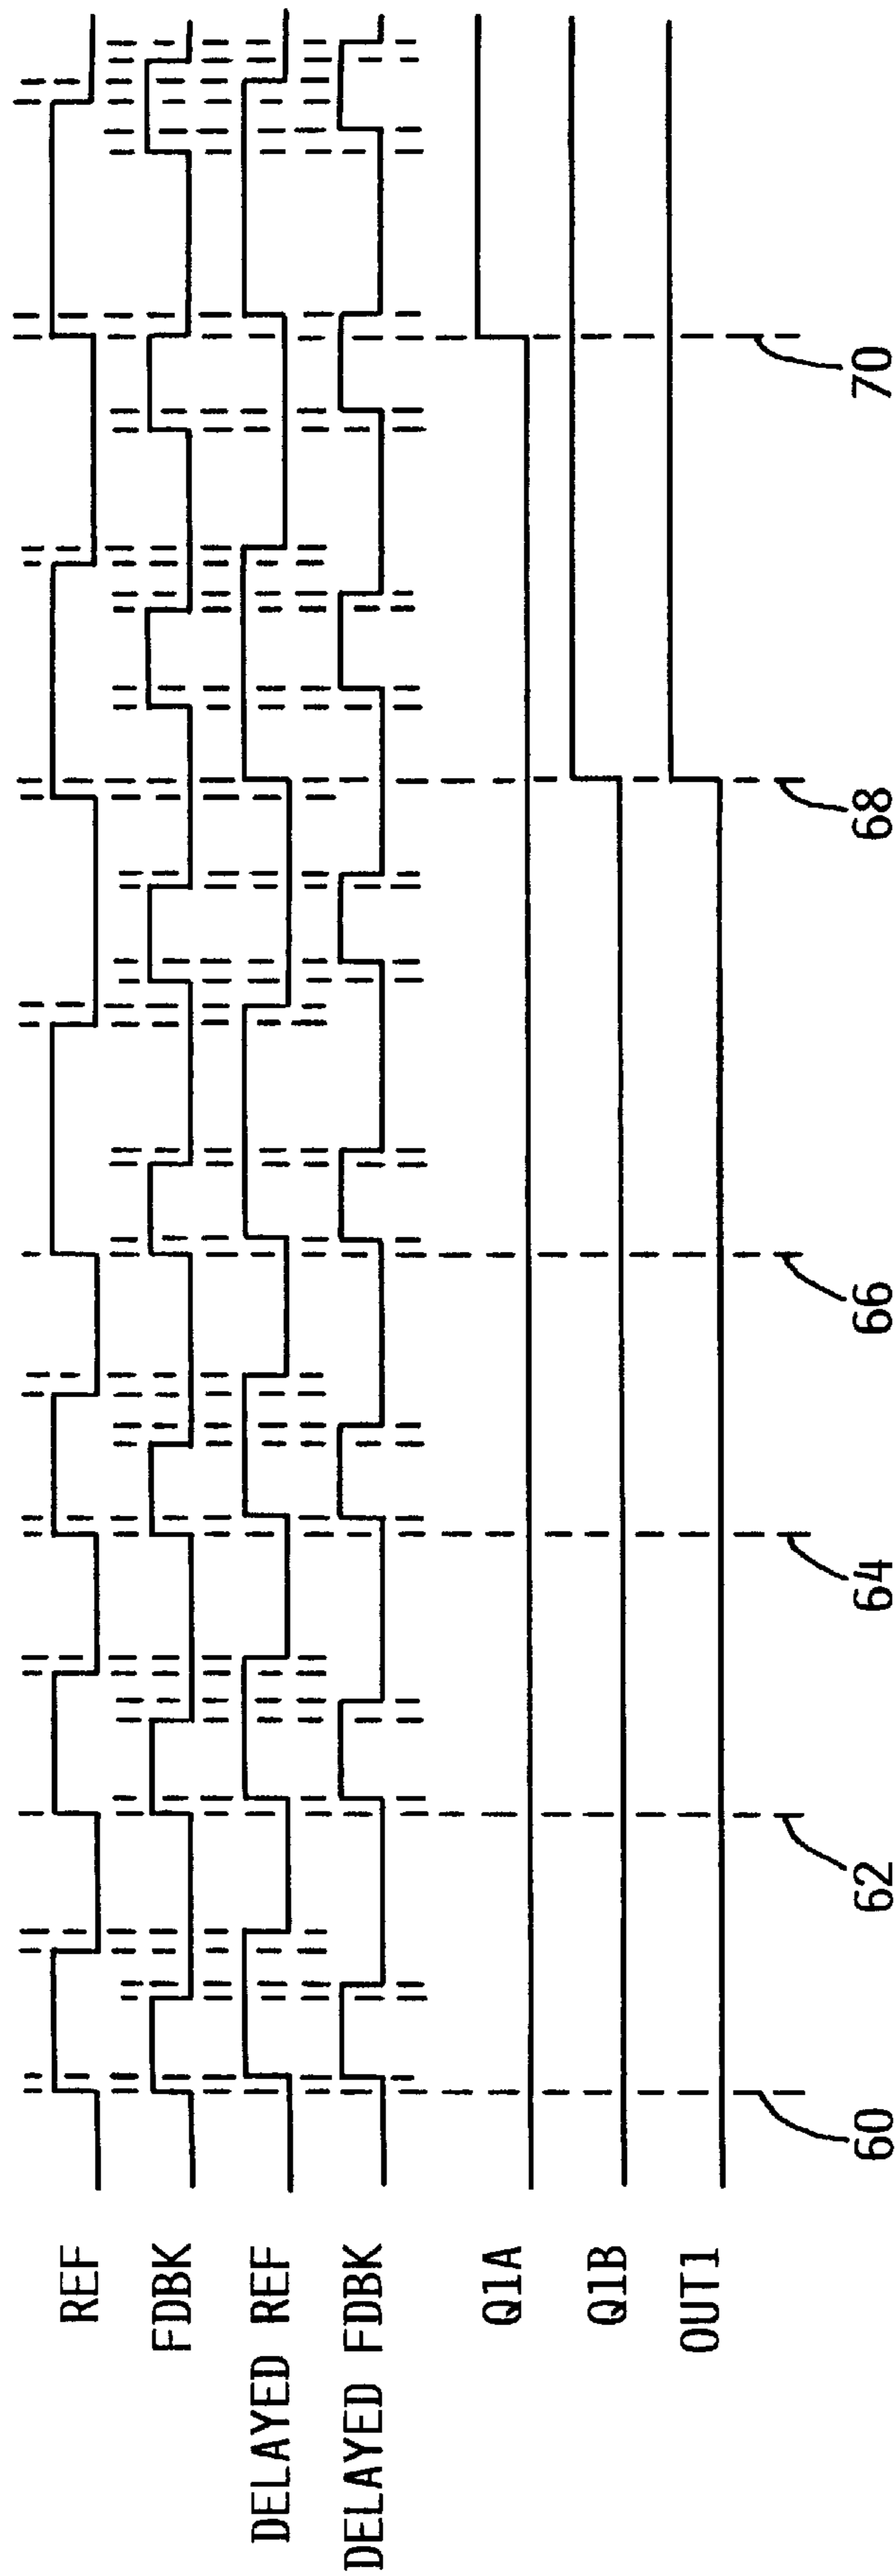 REF
FDBK
DELAYED REF
DELAYED FDBK
Q1A
Q1B
OUT1
60
62
64
66
68
70